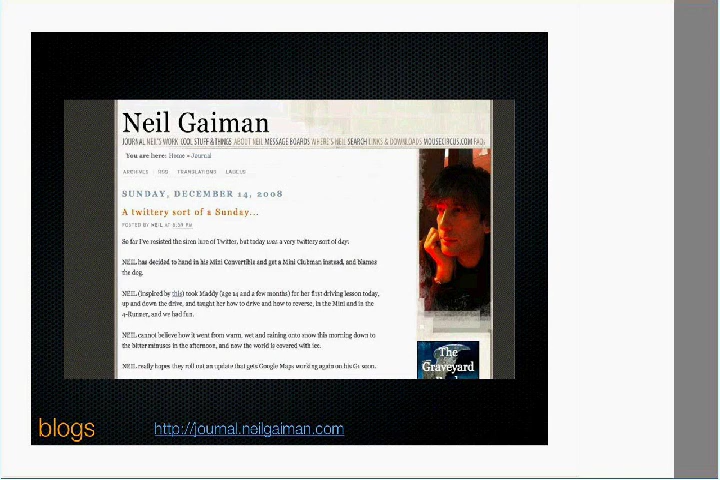 Neil Gaiman
JOURNAL NEIL'S WORK COOL STUFF & THINGS ABOUT NEIL MESSAGE BOARDS WHERE'S NEIL SEARCH LINKS & DOWNLOADS MOUSECIRCUS.COM FAQS
You are here: Home » Journal
ARCHIVES RSS TRANSLATIONS LABELS
SUNDAY, DECEMBER 14, 2008
A twittery sort of a Sunday...
POSTED BY NEIL AT 8:59 PM
So far I've resisted the siren lure of Twitter, but today was a very twittery sort of day.
NEIL has decided to hand in his Mini Convertible and get a Mini Clubman instead, and blames
the dog.
NEIL (inspired by this) took Maddy (age 14 and a few months) for her first driving lesson today,
up and down the drive, and taught her how to drive and how to reverse, in the Mini and in the
4-Runner, and we had fun.
NEIL cannot believe how it went from warm, wet and raining onto snow this morning down to
the bitter minuses in the afternoon, and now the world is covered with ice.
NEIL really hopes they roll out an update that gets Google Maps working again on his G1 soon.
The
Graveyard
blogs
http://journal.neilgaiman.com